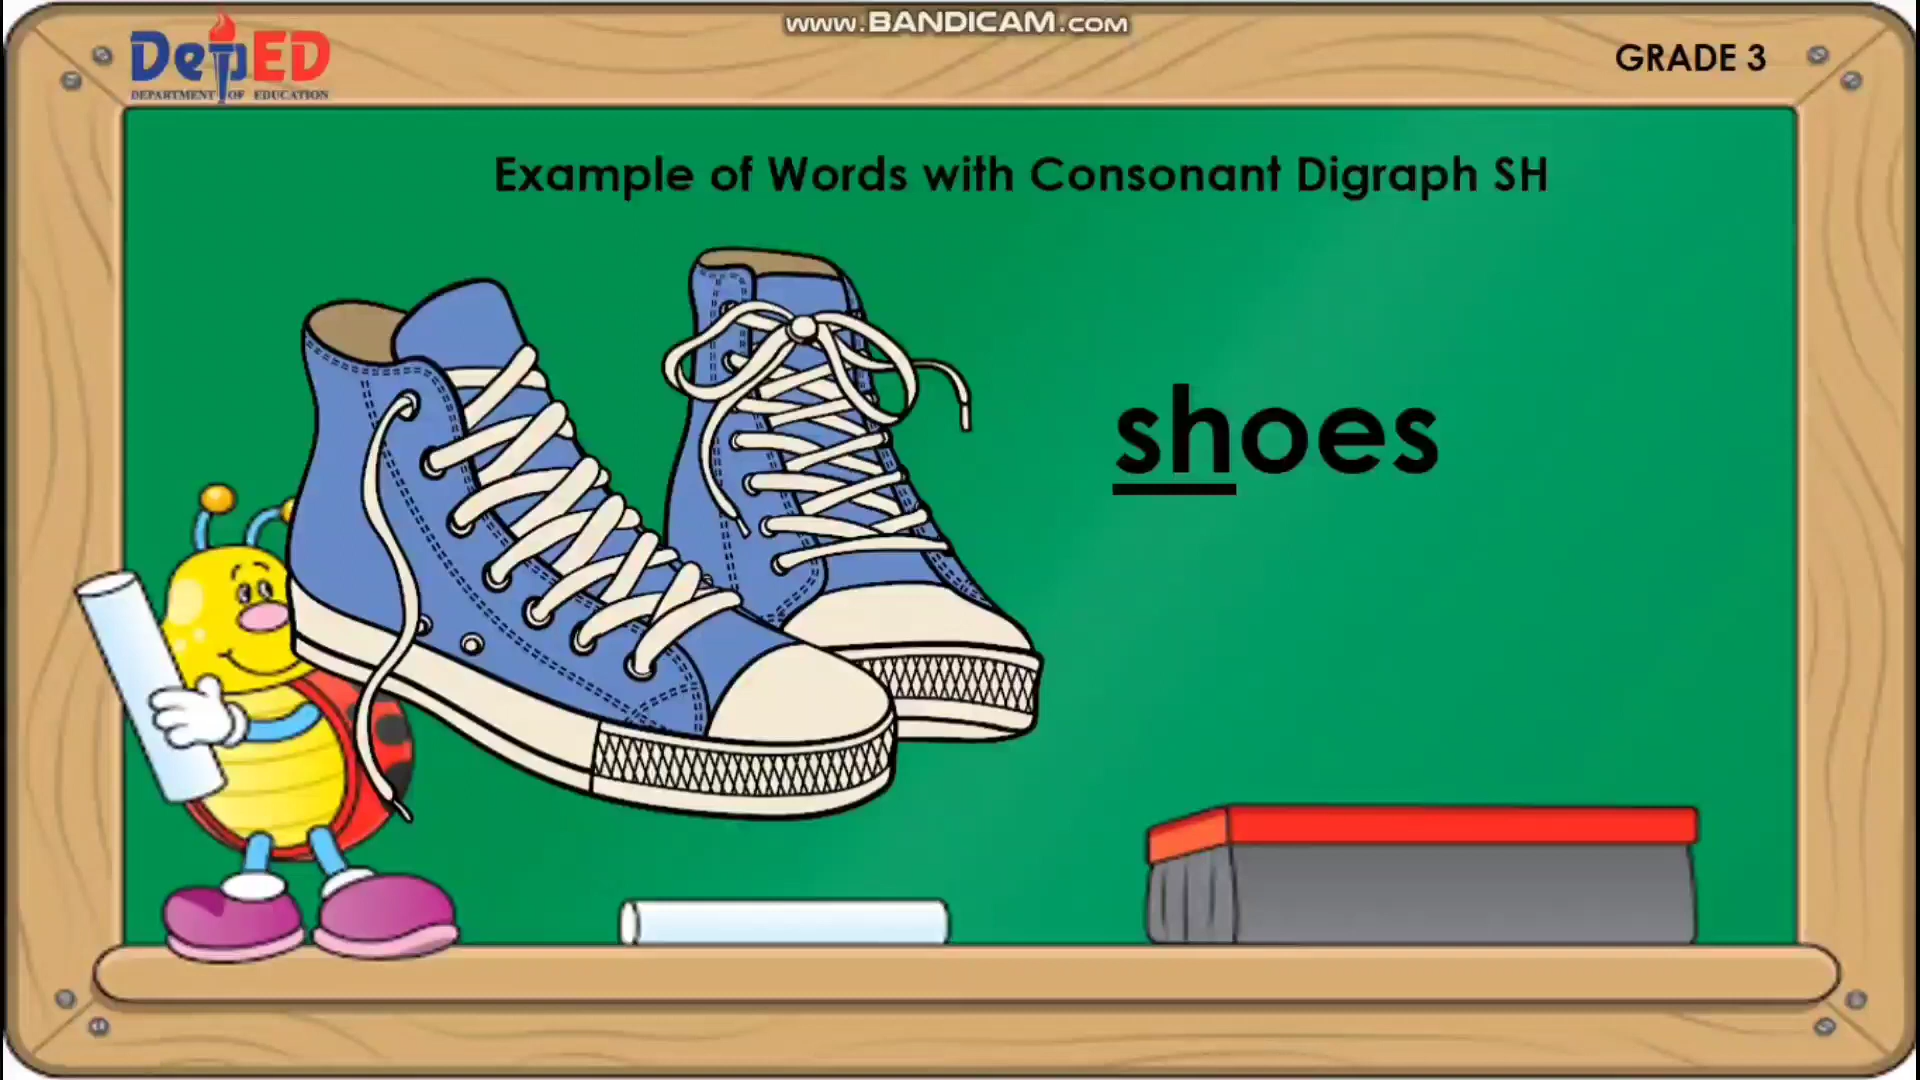 www.BANDICAM.com
DepED
DEPARTMENT OF EDUCATION
GRADE 3
Example of Words with Consonant Digraph SH
shoes